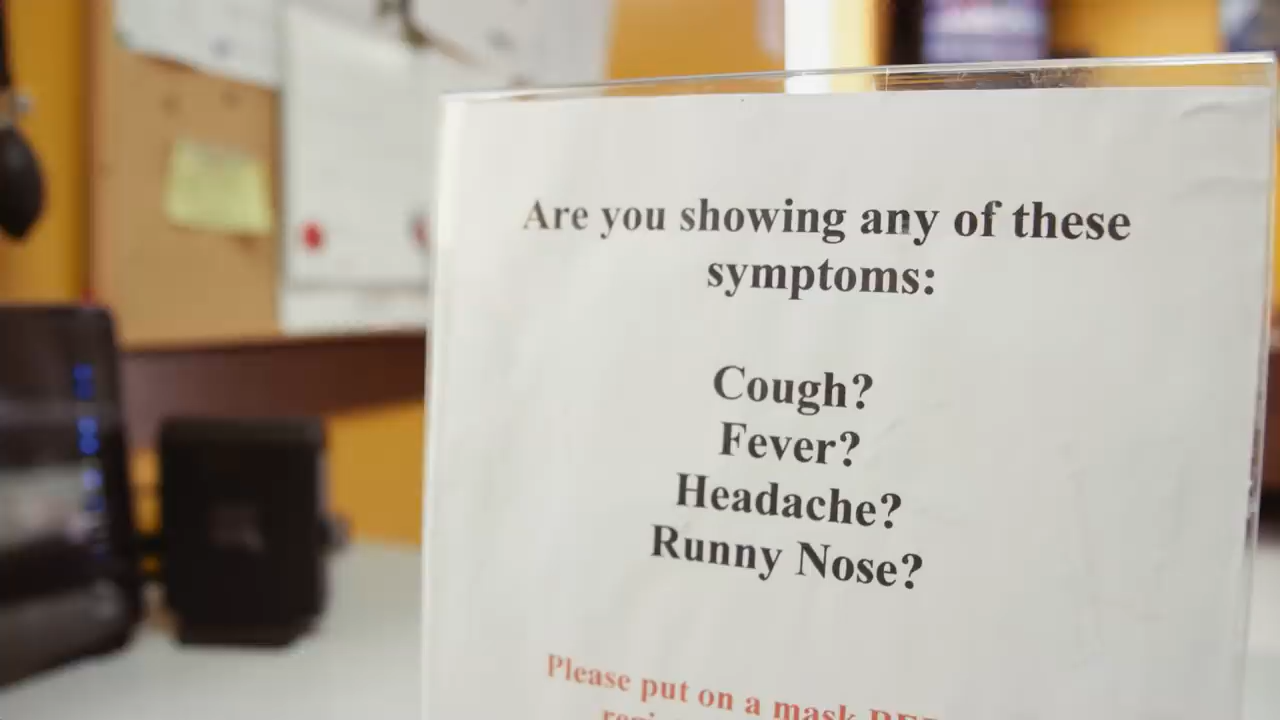 Are you showing any of these
symptoms:
Cough?
Fever?
Headache?
Runny Nose?
Please put on a mask